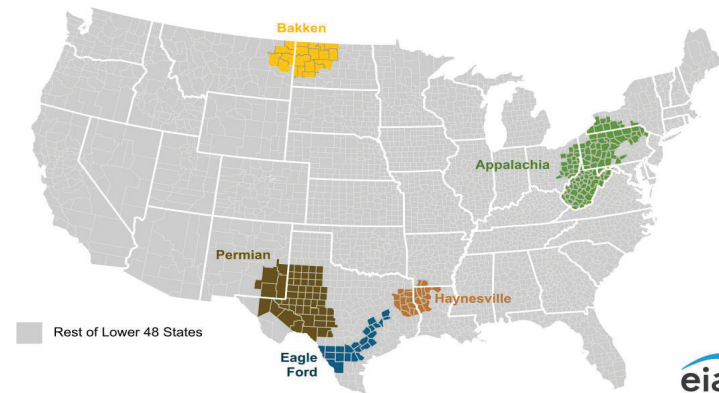 Bakken
Appalachia
Permian
Haynesville
Rest of Lower 48 States
Eagle
Ford
eia